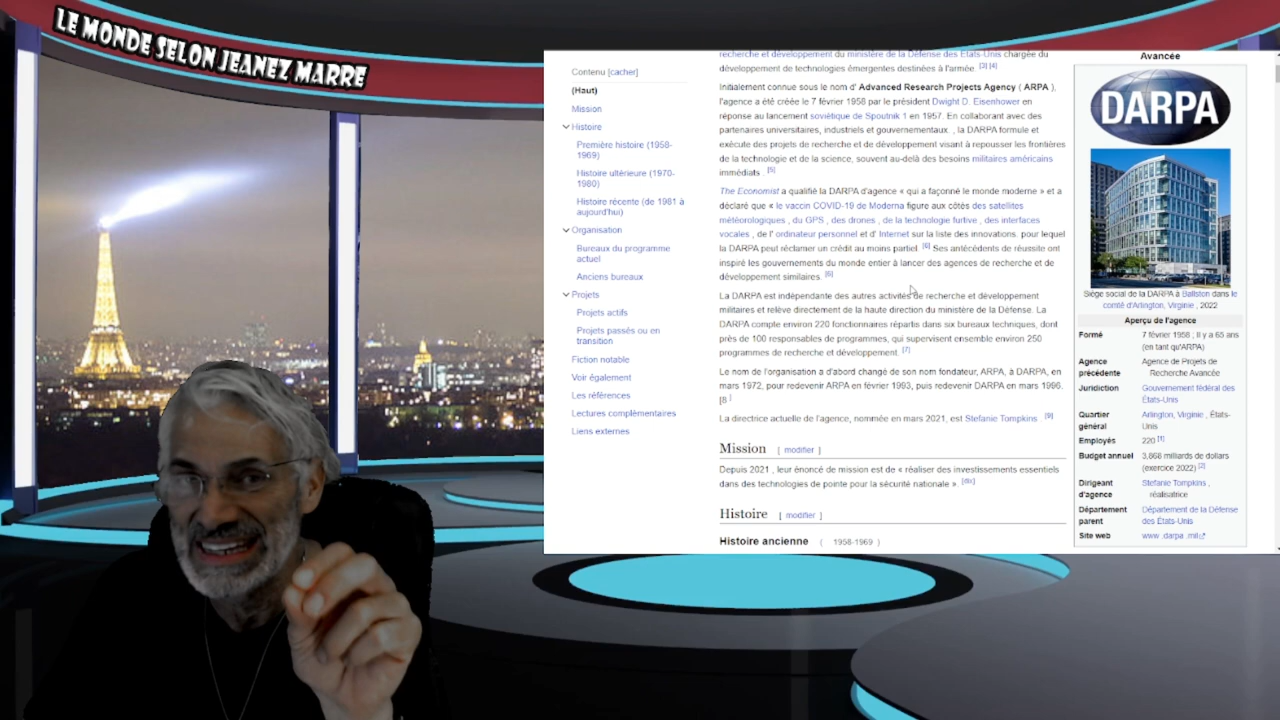 LE MONDE SELON JEANEZ MARRE
Contenu [cacher]
(Haut)
Mission
Histoire
Première histoire (1958-
1969)
Histoire ultérieure (1970-
1980)
Histoire récente (de 1981 à
aujourd'hui)
Organisation
Bureaux du programme
actuel
Anciens bureaux
Projets
Projets actifs
Projets passés ou en
transition
Fiction notable
Voir également
Les références
Lectures complémentaires
Liens externes
recherche et développement du ministère de la Défense des États-Unis chargée du
développement de technologies émergentes destinées à l'armée. [3] [4]
Initialement connue sous le nom d' Advanced Research Projects Agency ( ARPA ),
l'agence a été créée le 7 février 1958 par le président Dwight D. Eisenhower en
réponse au lancement soviétique de Spoutnik 1 en 1957. En collaborant avec des
partenaires universitaires, industriels et gouvernementaux. , la DARPA formule et
exécute des projets de recherche et de développement visant à repousser les frontières
de la technologie et de la science, souvent au-delà des besoins militaires américains
immédiats . [5]
The Economist a qualifié la DARPA d'agence « qui a façonné le monde moderne » et a
déclaré que « le vaccin COVID-19 de Moderna figure aux côtés des satellites
météorologiques , du GPS , des drones , de la technologie furtive , des interfaces
vocales , de l' ordinateur personnel et d' Internet sur la liste des innovations. pour lequel
la DARPA peut réclamer un crédit au moins partiel. [6] Ses antécédents de réussite ont
inspiré les gouvernements du monde entier à lancer des agences de recherche et de
développement similaires. [6]
La DARPA est indépendante des autres activités de recherche et développement
militaires et relève directement de la haute direction du ministère de la Défense. La
DARPA compte environ 220 fonctionnaires répartis dans six bureaux techniques, dont
près de 100 responsables de programmes, qui supervisent ensemble environ 250
programmes de recherche et développement. [7]
Le nom de l'organisation a d'abord changé de son nom fondateur, ARPA, à DARPA, en
mars 1972, pour redevenir ARPA en février 1993, puis redevenir DARPA en mars 1996.
[8 ]
La directrice actuelle de l'agence, nommée en mars 2021, est Stefanie Tompkins . [9]
Mission [ modifier ]
Depuis 2021 , leur énoncé de mission est de « réaliser des investissements essentiels
dans des technologies de pointe pour la sécurité nationale ». [dix]
Histoire [ modifier ]
Histoire ancienne ( 1958-1969 )
Avancée
DARPA
Siège social de la DARPA à Ballston dans le
comté d'Arlington, Virginie , 2022
Aperçu de l'agence
Formé 7 février 1958 ; il y a 65 ans
(en tant qu'ARPA)
Agence Agence de Projets de
précédente Recherche Avancée
Juridiction Gouvernement fédéral des
États-Unis
Quartier Arlington, Virginie , États-
général Unis
Employés 220 [1]
Budget annuel 3,868 milliards de dollars
(exercice 2022) [2]
Dirigeant Stefanie Tompkins ,
d'agence réalisatrice
Département Département de la Défense
parent des États-Unis
Site web www .darpa .mil